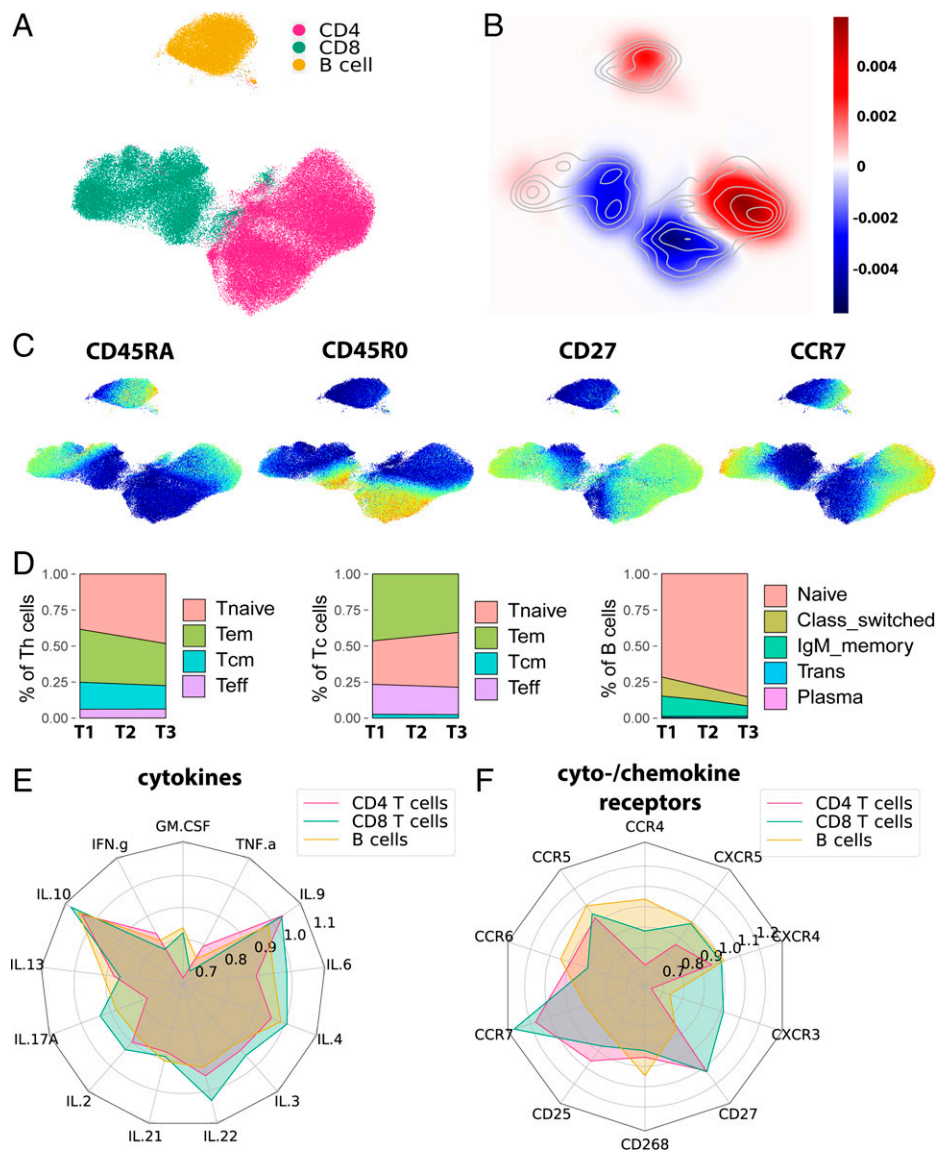 A
CD4
CD8
B cell
B
0.004
0.002
0
-0.002
-0.004
C
CD45RA
CD45R0
CD27
CCR7
D
% of Th cells
1.00
0.75
0.50
0.25
0.00
T1 T2 T3
Tnaive
Tem
Tcm
Teff
% of Tc cells
1.00
0.75
0.50
0.25
0.00
T1 T2 T3
Tnaive
Tem
Tcm
Teff
% of B cells
1.00
0.75
0.50
0.25
0.00
T1 T2 T3
Naive
Class_switched
IgM_memory
Trans
Plasma
E
cytokines
CD4 T cells
CD8 T cells
B cells
GM.CSF
TNF.a
IL.9
IL.6
IL.4
IL.3
IL.22
IL.21
IL.2
IL.17A
IL.13
IL.10
IFN.g
0.7
0.8
0.9
1.0
1.1
F
cyto-/chemokine
receptors
CD4 T cells
CD8 T cells
B cells
CCR4
CXCR5
CXCR4
CXCR3
CD27
CD268
CD25
CCR7
CCR6
CCR5
0.7
0.8
0.9
1.0
1.1
1.2